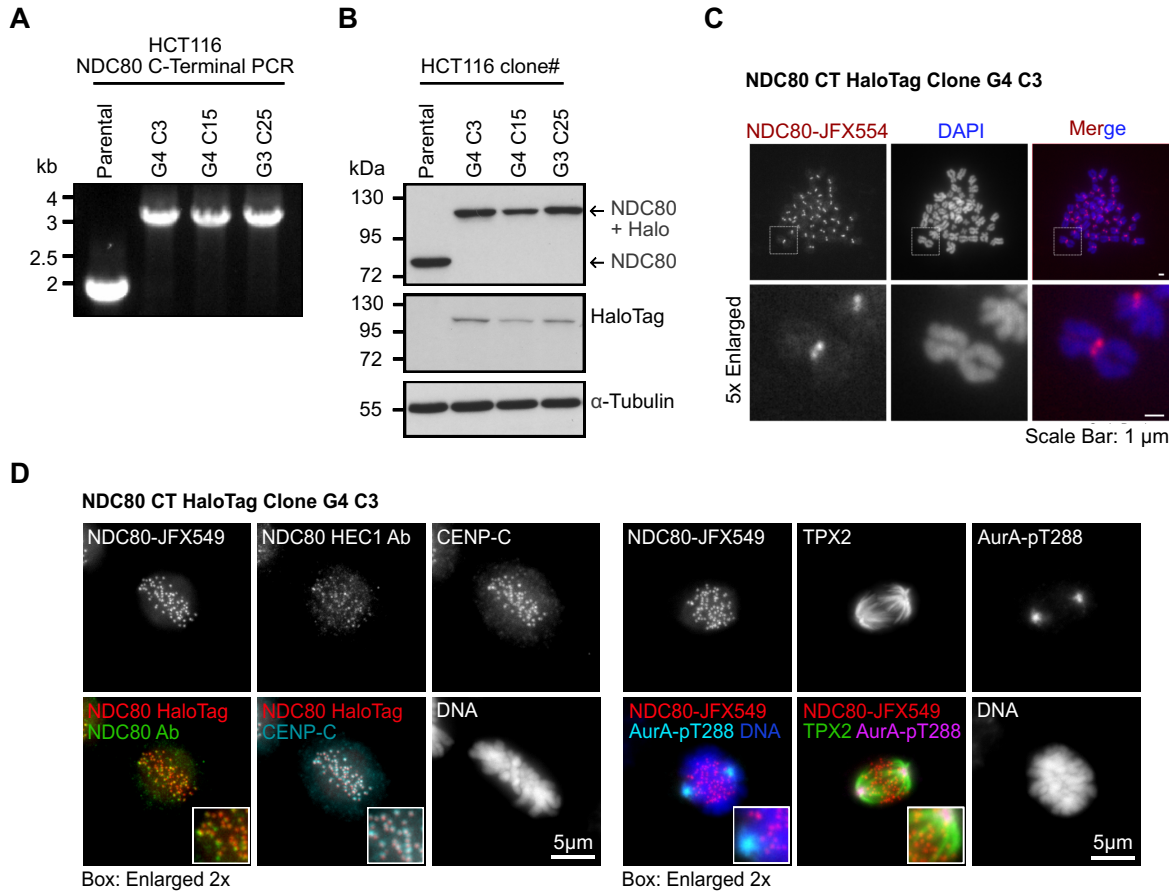 A
HCT116
NDC80 C-Terminal PCR
Parental
G4 C3
G4 C15
G3 C25
kb
4
3
2.5
2
B
HCT116 clone#
Parental
G4 C3
G4 C15
G3 C25
kDa
130
95
72
NDC80
+ Halo
NDC80
130
95
72
HaloTag
55
α-Tubulin
C
NDC80 CT HaloTag Clone G4 C3
NDC80-JFX554
DAPI
Merge
5x Enlarged
Scale Bar: 1 µm
D
NDC80 CT HaloTag Clone G4 C3
NDC80-JFX549
NDC80 HEC1 Ab
CENP-C
NDC80 HaloTag
NDC80 Ab
NDC80 HaloTag
CENP-C
DNA
5µm
Box: Enlarged 2x
NDC80-JFX549
TPX2
AurA-pT288
NDC80-JFX549
AurA-pT288 DNA
NDC80-JFX549
TPX2 AurA-pT288
DNA
5µm
Box: Enlarged 2x